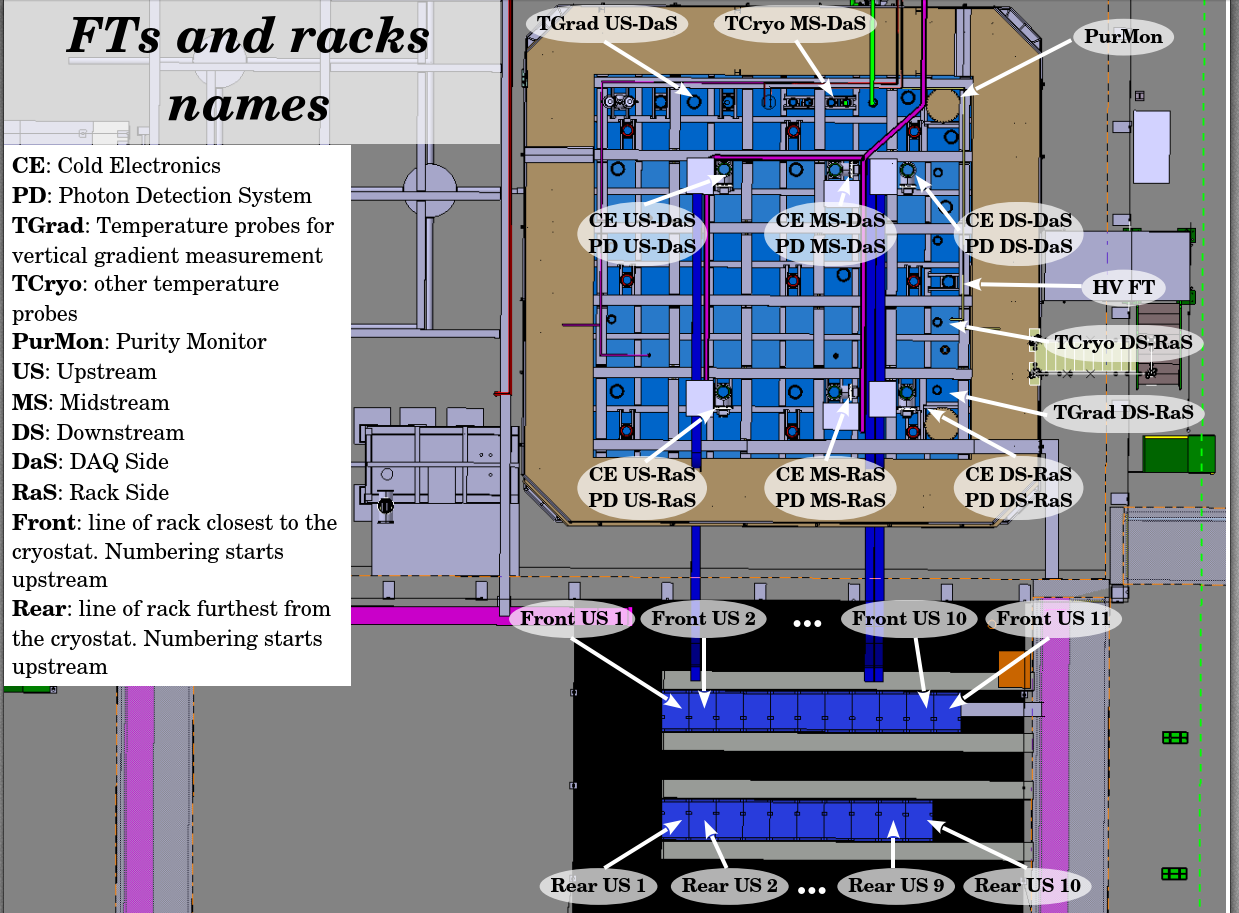 FTs and racks
names
CE: Cold Electronics
PD: Photon Detection System
TGrad: Temperature probes for
vertical gradient measurement
TCryo: other temperature
probes
PurMon: Purity Monitor
US: Upstream
MS: Midstream
DS: Downstream
DaS: DAQ Side
RaS: Rack Side
Front: line of rack closest to the
cryostat. Numbering starts
upstream
Rear: line of rack furthest from
the cryostat. Numbering starts
upstream
TGrad US-DaS
TCryo MS-DaS
PurMon
CE US-DaS
PD US-DaS
CE MS-DaS
PD MS-DaS
CE DS-DaS
PD DS-DaS
HV FT
TCryo DS-RaS
TGrad DS-RaS
CE US-RaS
PD US-RaS
CE MS-RaS
PD MS-RaS
CE DS-RaS
PD DS-RaS
Front US 1
Front US 2
...
Front US 10
Front US 11
Rear US 1
Rear US 2
...
Rear US 9
Rear US 10